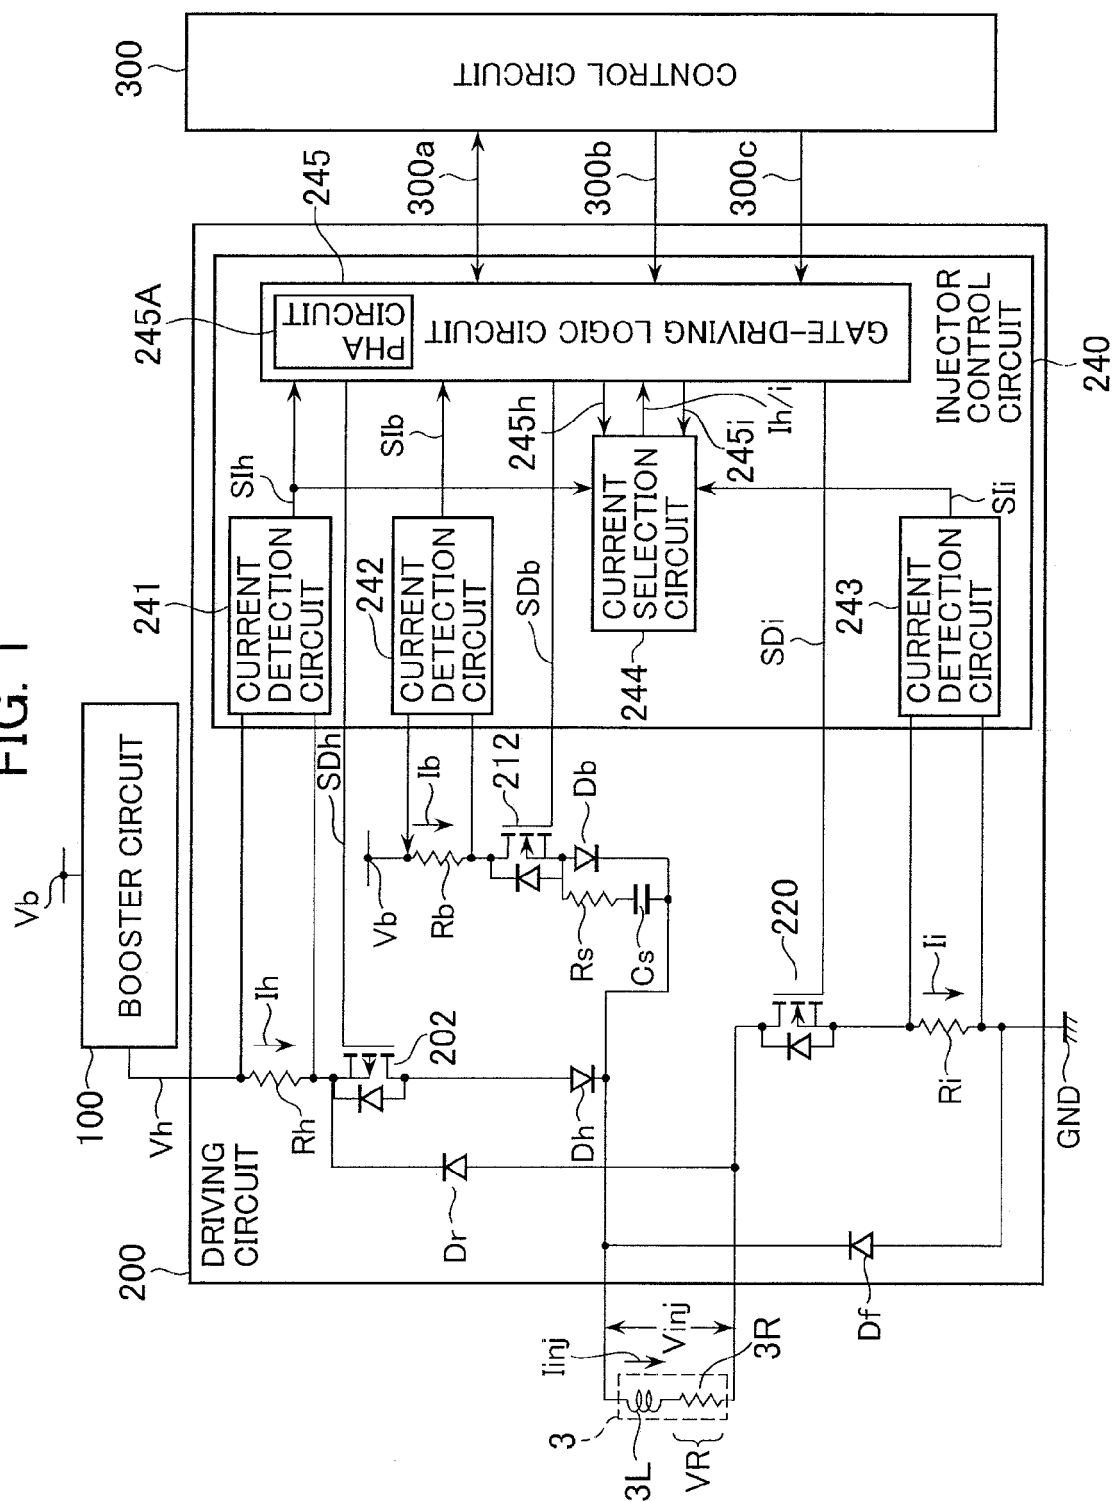 FIG. 1
300
CONTROL CIRCUIT
300a
300b
300c
245
245A
PHA
CIRCUIT
GATE-DRIVING LOGIC CIRCUIT
INJECTOR
CONTROL
CIRCUIT
240
SIh
SIb
245h
Ih/i
245i
SIi
241
CURRENT
DETECTION
CIRCUIT
242
CURRENT
DETECTION
CIRCUIT
SDb
CURRENT
SELECTION
CIRCUIT
244
SDi
243
CURRENT
DETECTION
CIRCUIT
Vb
BOOSTER CIRCUIT
100
Vh
SDh
Ih
Rh
202
Vb
Ib
Rb
212
Db
Rs
Cs
220
Ii
Ri
GND
Dh
Dr
Df
200
DRIVING
CIRCUIT
Iinj
Vinj
3R
3
3L
VR